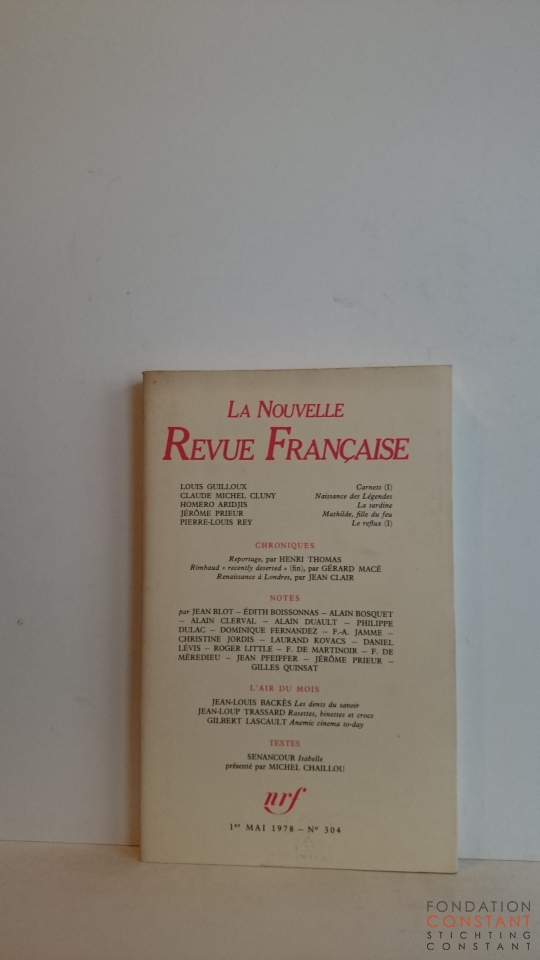 LA NOUVELLE
REVUE FRANÇAISE
LOUIS GUILLOUX Carnets (I)
CLAUDE MICHEL CLUNY Naissance des Légendes
HOMERO ARIDJIS La sardine
JÉRÔME PRIEUR Mathilde, fille du feu
PIERRE-LOUIS REY Le reflux (I)
CHRONIQUES
Reportage, par HENRI THOMAS
Rimbaud « recently deserted » (fin), par GÉRARD MACÉ
Renaissance à Londres, par JEAN CLAIR
NOTES
par JEAN BLOT – ÉDITH BOISSONNAS – ALAIN BOSQUET
– ALAIN CLERVAL – ALAIN DUAULT – PHILIPPE
DULAC – DOMINIQUE FERNANDEZ – F.-A. JAMME –
CHRISTINE JORDIS – LAURAND KOVACS – DANIEL
LÉVIS – ROGER LITTLE – F. DE MARTINOIR – F. DE
MÉREDIEU – JEAN PFEIFFER – JÉRÔME PRIEUR –
GILLES QUINSAT
L'AIR DU MOIS
JEAN-LOUIS BACKÈS Les dents du savoir
JEAN-LOUP TRASSARD Rasettes, binettes et crocs
GILBERT LASCAULT Anemic cinema to-day
TEXTES
SENANCOUR Isabelle
présenté par MICHEL CHAILLOU
nrf
1er MAI 1978 – N° 304
FONDATION
CONSTANT
STICHTING
CONSTANT